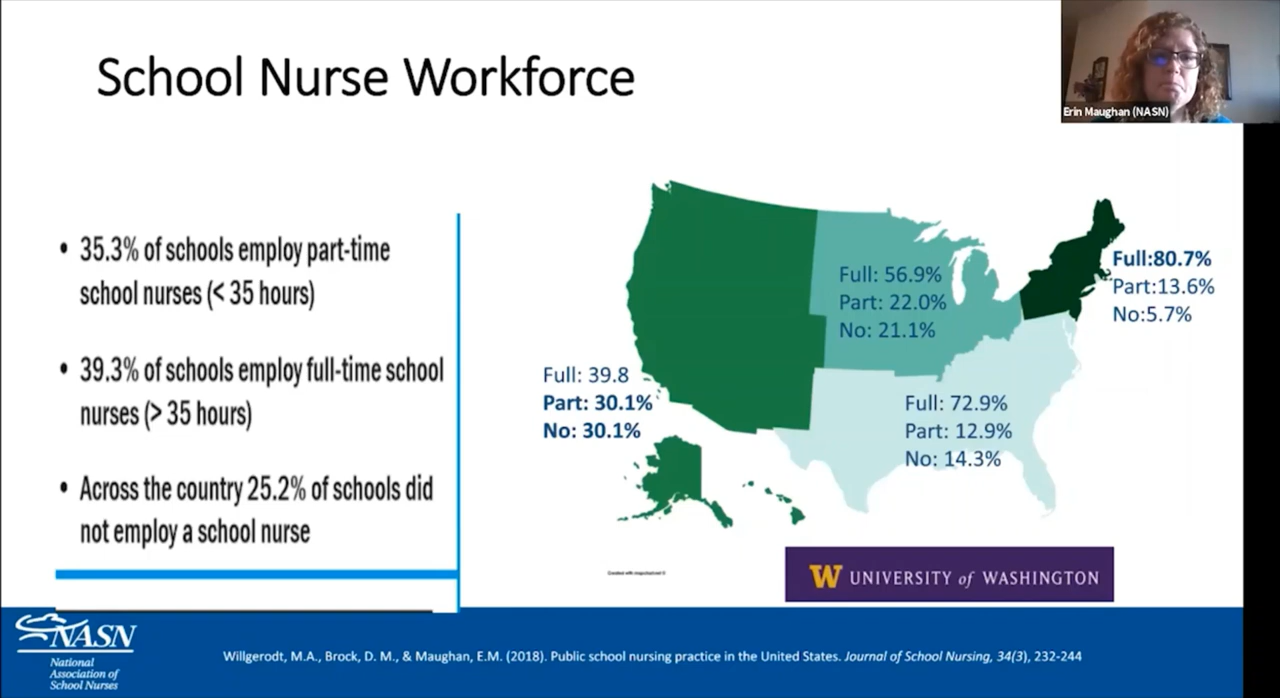 School Nurse Workforce
Erin Maughan (NASN)
• 35.3% of schools employ part-time
school nurses (< 35 hours)
• 39.3% of schools employ full-time school
nurses (> 35 hours)
• Across the country 25.2% of schools did
not employ a school nurse
Full: 39.8
Part: 30.1%
No: 30.1%
Full: 56.9%
Part: 22.0%
No: 21.1%
Full: 72.9%
Part: 12.9%
No: 14.3%
Full:80.7%
Part:13.6%
No:5.7%
W UNIVERSITY of WASHINGTON
NASN
National
Association of
School Nurses
Willgerodt, M.A., Brock, D. M., & Maughan, E.M. (2018). Public school nursing practice in the United States. Journal of School Nursing, 34(3), 232-244